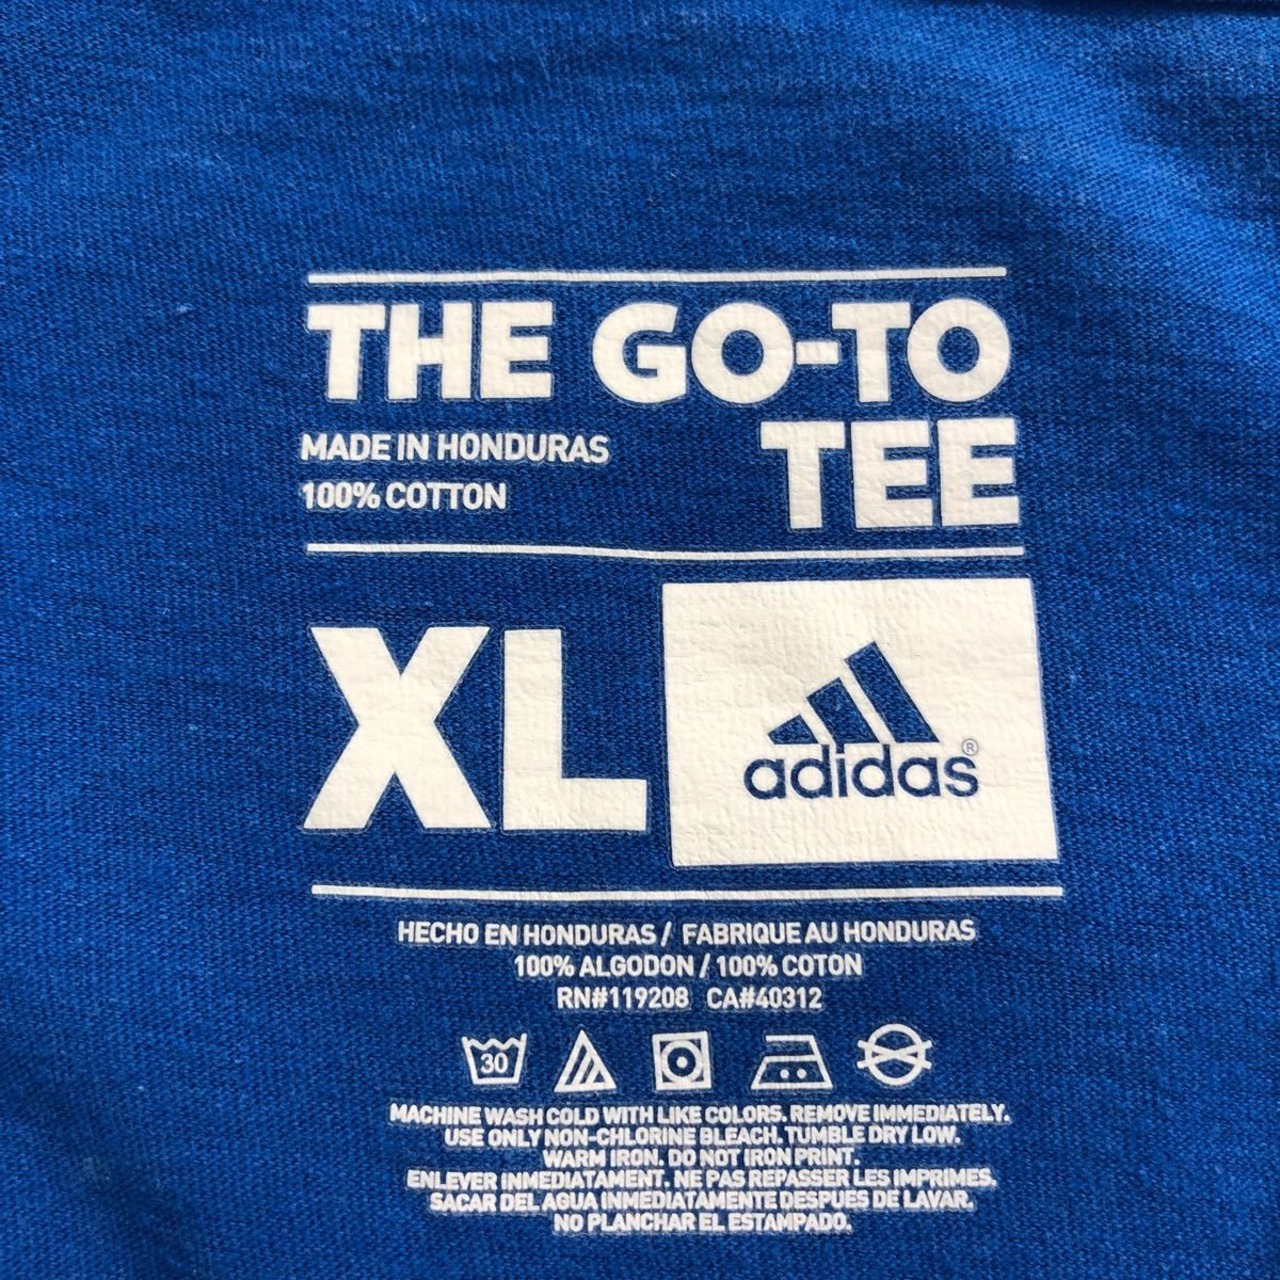 THE GO-TO
TEE
MADE IN HONDURAS
100% COTTON
XL
adidas®
HECHO EN HONDURAS / FABRIQUE AU HONDURAS
100% ALGODON / 100% COTON
RN#119208 CA#40312
30
MACHINE WASH COLD WITH LIKE COLORS. REMOVE IMMEDIATELY.
USE ONLY NON-CHLORINE BLEACH. TUMBLE DRY LOW.
WARM IRON. DO NOT IRON PRINT.
ENLEVER INMEDIATAMENT. NE PAS REPASSER LES IMPRIMES.
SACAR DEL AGUA INMEDIATAMENTE DESPUES DE LAVAR.
NO PLANCHAR EL ESTAMPADO.